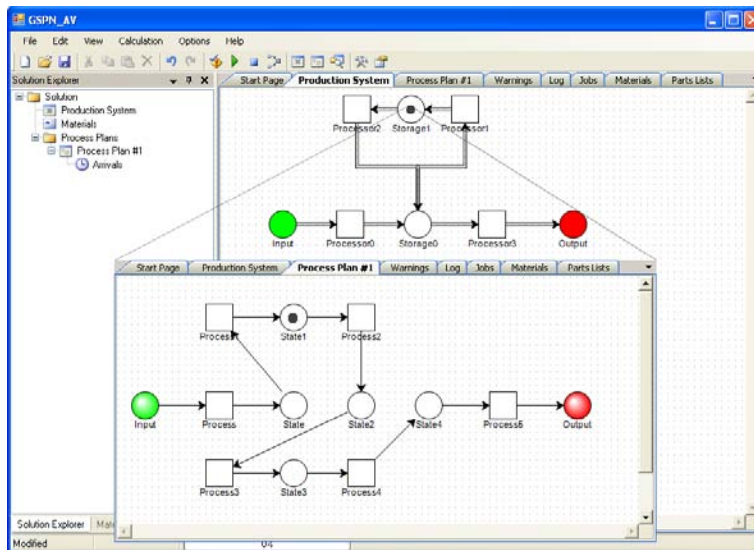 GSPN_AV
File Edit View Calculation Options Help
Solution Explorer
Start Page Production System Process Plan #1 Warnings Log Jobs Materials Parts Lists
Solution
Production System
Materials
Process Plans
Process Plan #1
Arrivals
Processor2 Storage1 Processor1
Input Processor0 Storage0 Processor3 Output
Start Page Production System Process Plan #1 Warnings Log Jobs Materials Parts Lists
State1 Process2
Input Process State State2 State4 Process5 Output
Process3 State3 Process4
Solution Explorer
Modified